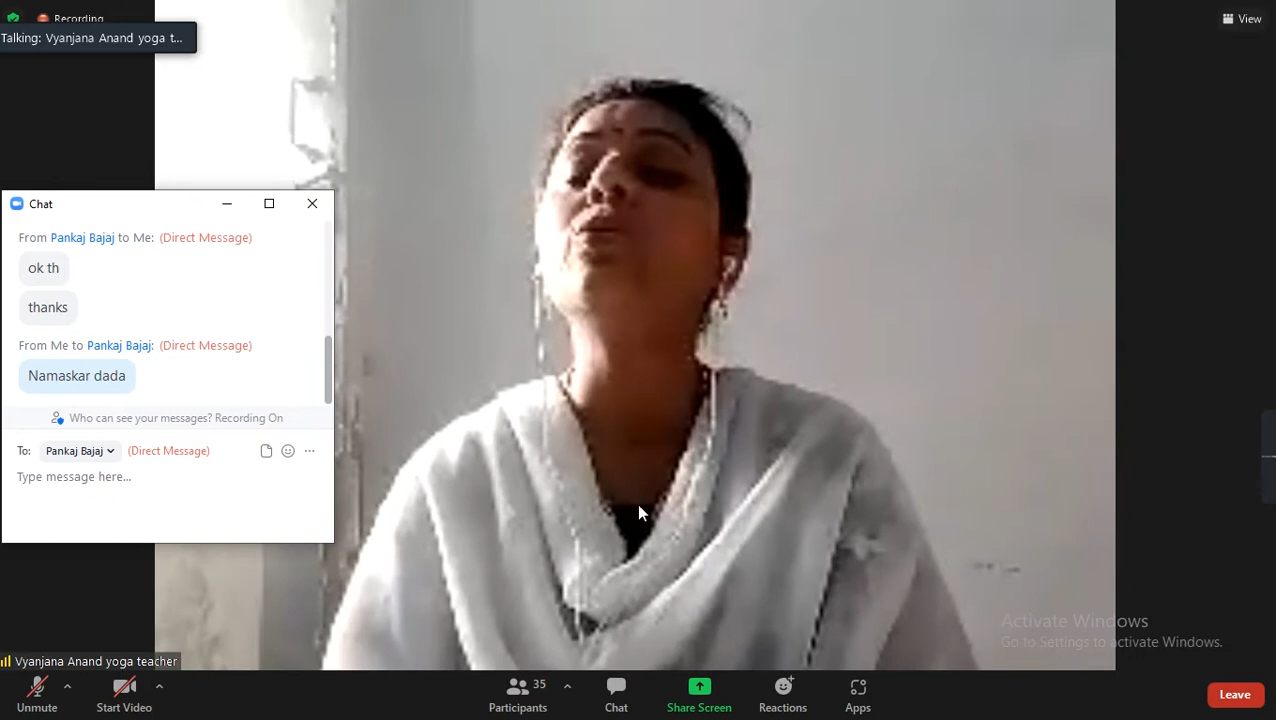 Recording
View
Talking: Vyanjana Anand yoga t...
Chat
From Pankaj Bajaj to Me: (Direct Message)
ok th
thanks
From Me to Pankaj Bajaj: (Direct Message)
Namaskar dada
Who can see your messages? Recording On
To: Pankaj Bajaj (Direct Message)
Type message here...
Activate Windows
Go to Settings to activate Windows.
Vyanjana Anand yoga teacher
Unmute
Start Video
35
Participants
Chat
Share Screen
Reactions
Apps
Leave